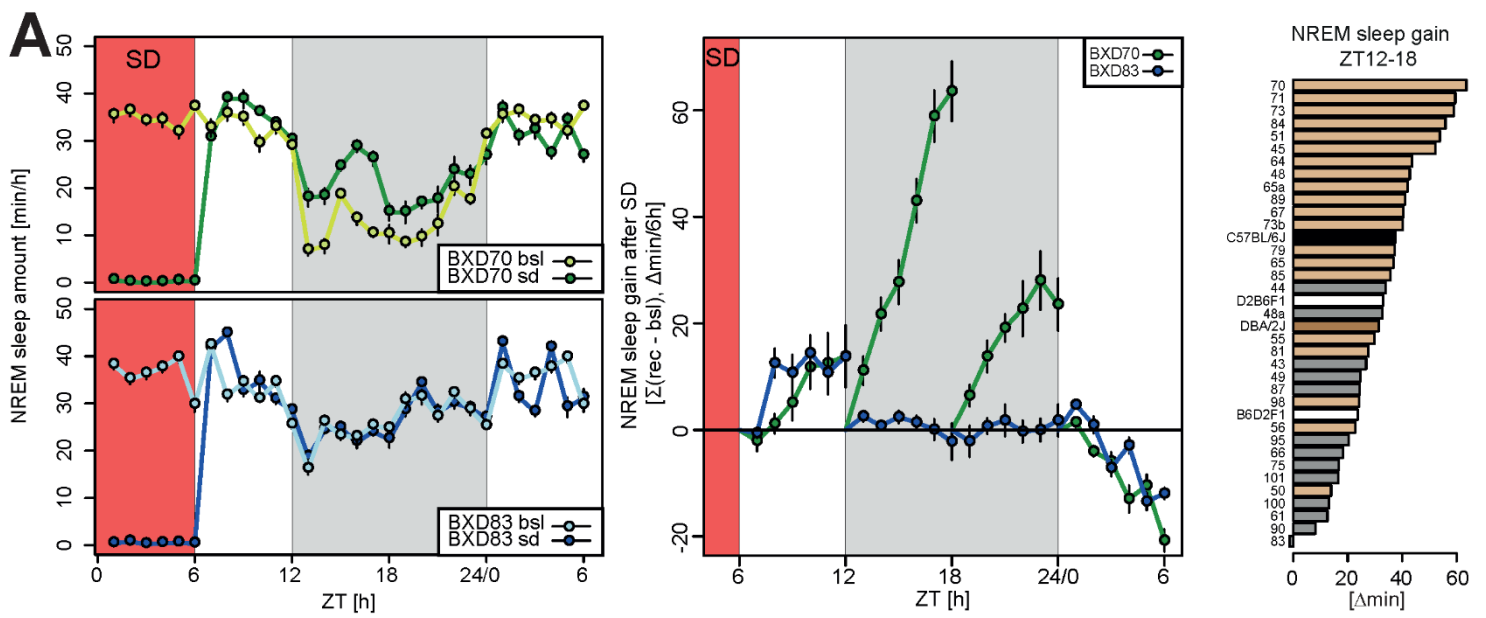 A
NREM sleep amount [min/h]
50
40
30
20
10
0
SD
BXD70 bsl
BXD70 sd
50
40
30
20
10
0
BXD83 bsl
BXD83 sd
0 6 12 18 24/0 6
ZT [h]
NREM sleep gain after SD
[Σ(rec - bsl), Δmin/6h]
60
40
20
0
-20
SD
BXD70
BXD83
6 12 18 24/0 6
ZT [h]
NREM sleep gain
ZT12-18
70
71
73
84
51
45
64
48
65a
89
67
73b
C57BL/6J
79
65
85
44
D2B6F1
48a
DBA/2J
55
81
43
49
87
98
B6D2F1
56
95
66
75
101
50
100
61
90
83
0 20 40 60
[Δmin]